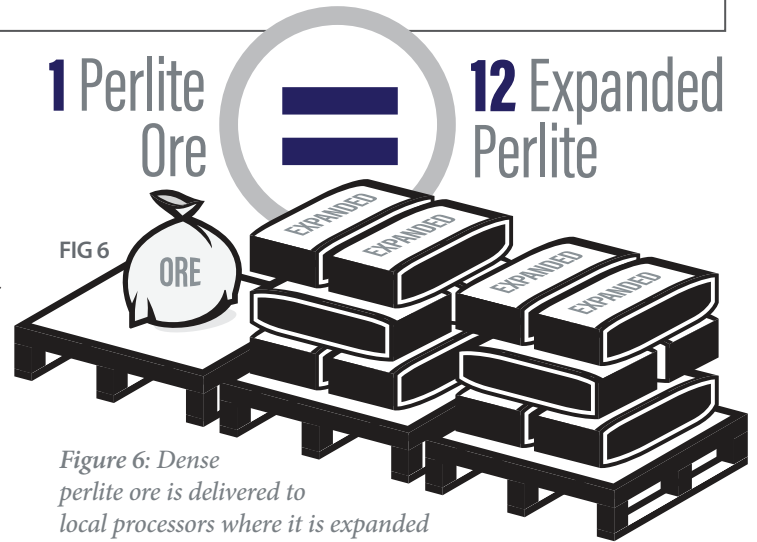 1 Perlite
Ore
=
12 Expanded
Perlite
FIG 6
ORE
EXPANDED
EXPANDED
EXPANDED
EXPANDED
Figure 6: Dense
perlite ore is delivered to
local processors where it is expanded